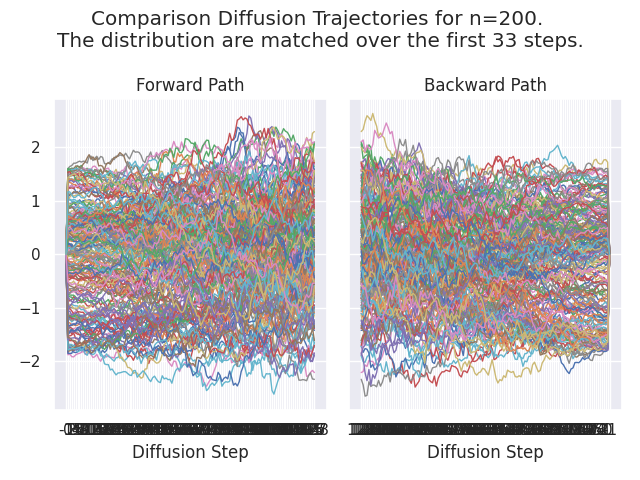 Comparison Diffusion Trajectories for n=200.
The distribution are matched over the first 33 steps.
Forward Path
Backward Path
2
1
0
−1
−2
Diffusion Step
Diffusion Step